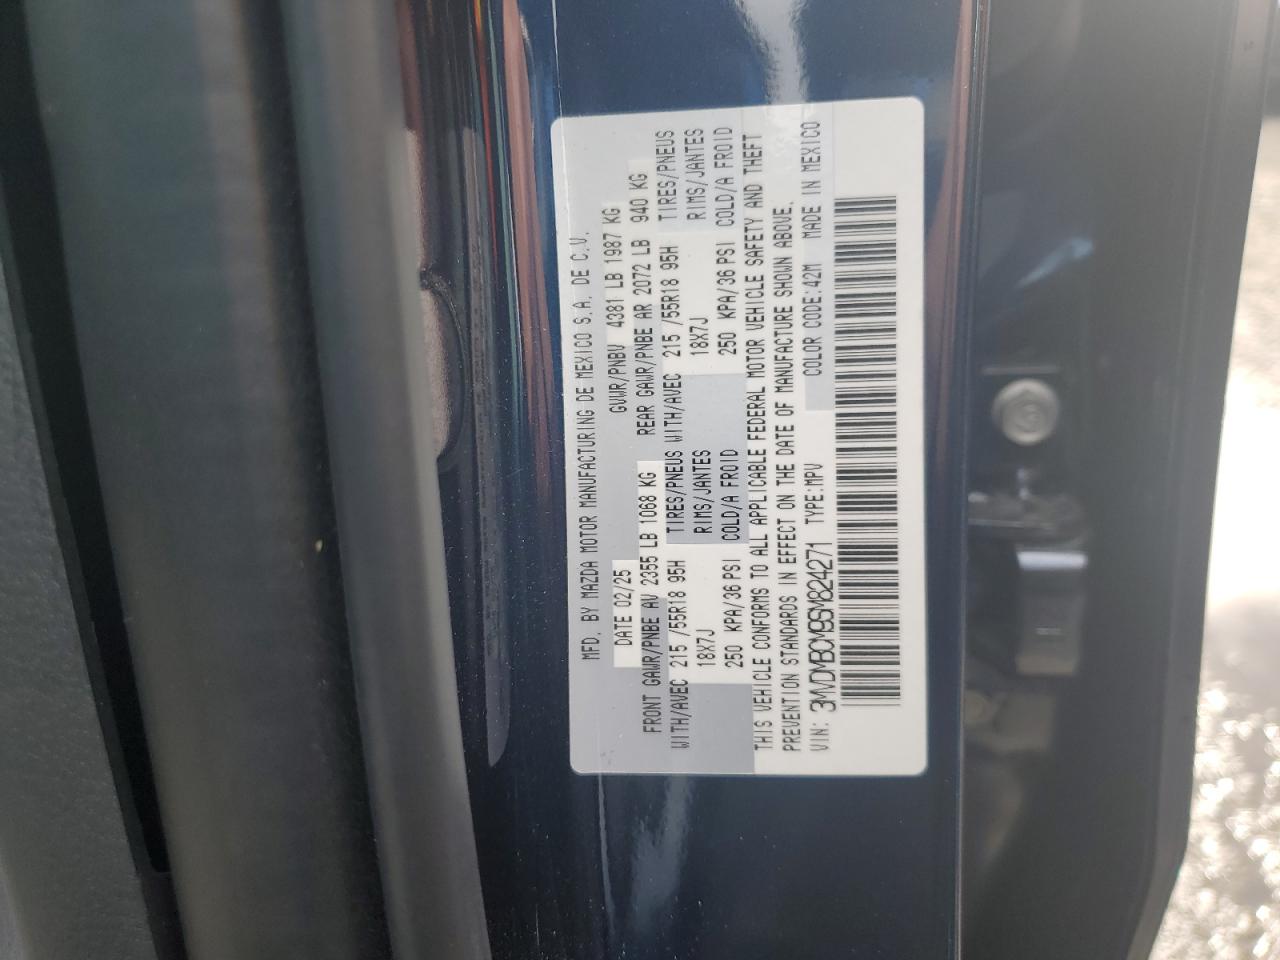 MFD. BY MAZDA MOTOR MANUFACTURING DE MEXICO S.A. DE C.V.
DATE 02/25 GVWR/PNBV 4381 LB 1987 KG
FRONT GAWR/PNBE AV 2355 LB 1068 KG REAR GAWR/PNBE AR 2072 LB 940 KG
WITH/AVEC 215 /55R18 95H TIRES/PNEUS WITH/AVEC 215 /55R18 95H TIRES/PNEUS
18X7J RIMS/JANTES 18X7J RIMS/JANTES
250 KPA/36 PSI COLD/A FROID 250 KPA/36 PSI COLD/A FROID
THIS VEHICLE CONFORMS TO ALL APPLICABLE FEDERAL MOTOR VEHICLE SAFETY AND THEFT
PREVENTION STANDARDS IN EFFECT ON THE DATE OF MANUFACTURE SHOWN ABOVE.
VIN: 3MVDMBCM9SM824271 TYPE:MPV COLOR CODE:42M MADE IN MEXICO